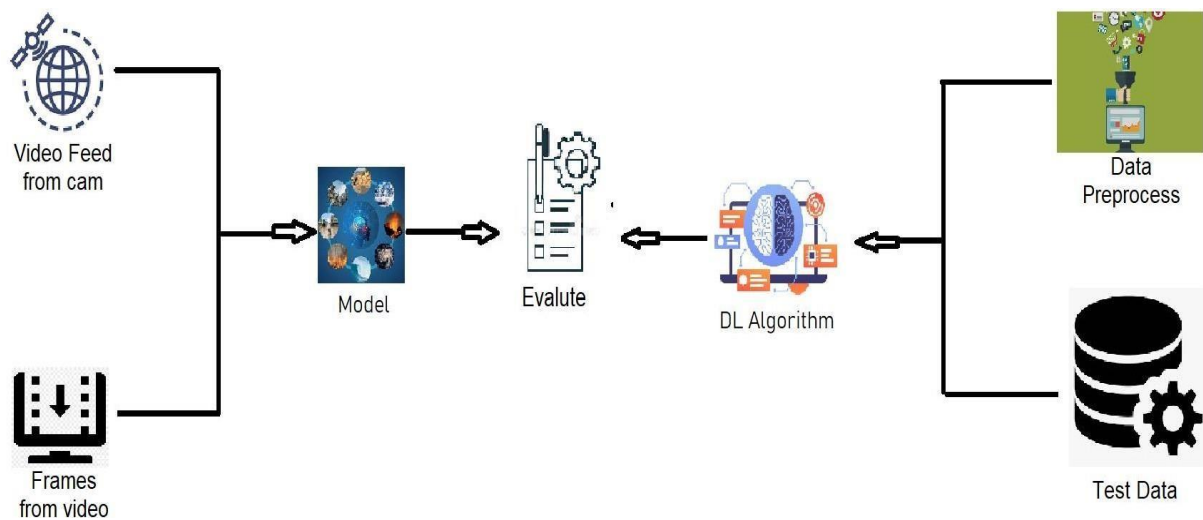 Video Feed
from cam
Model
Evalute
DL Algorithm
Data
Preprocess
Frames
from video
Test Data